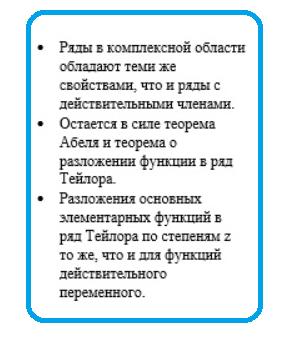 • Ряды в комплексной области
обладают теми же
свойствами, что и ряды с
действительными членами.
• Остается в силе теорема
Абеля и теорема о
разложении функции в ряд
Тейлора.
• Разложения основных
элементарных функций в
ряд Тейлора по степеням z
то же, что и для функций
действительного
переменного.